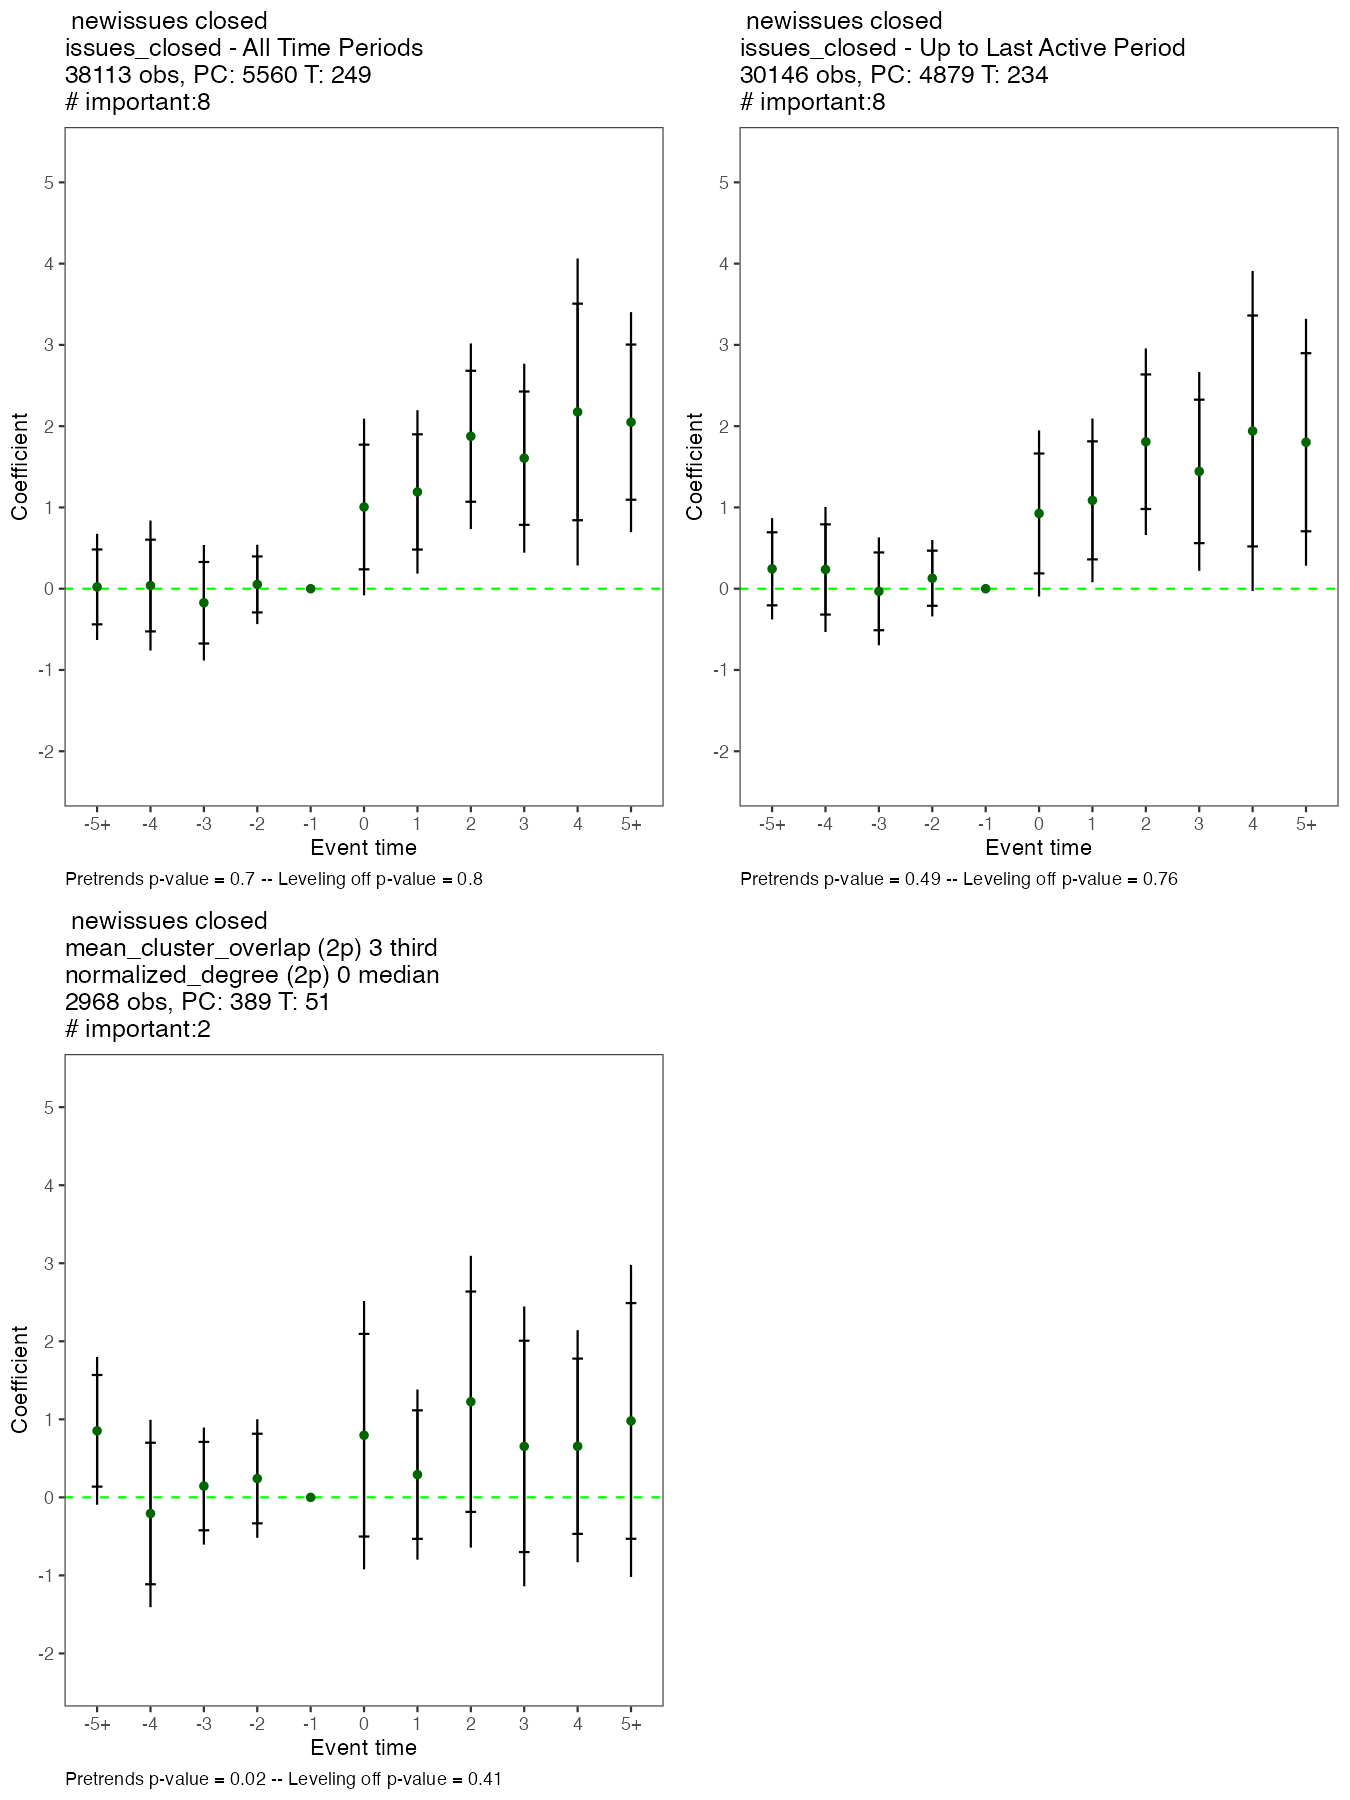 newissues closed
issues_closed - All Time Periods
38113 obs, PC: 5560 T: 249
# important:8
5
4
3
2
1
0
-1
-2
Coefficient
-5+ -4 -3 -2 -1 0 1 2 3 4 5+
Event time
Pretrends p-value = 0.7 -- Leveling off p-value = 0.8
newissues closed
issues_closed - Up to Last Active Period
30146 obs, PC: 4879 T: 234
# important:8
5
4
3
2
1
0
-1
-2
Coefficient
-5+ -4 -3 -2 -1 0 1 2 3 4 5+
Event time
Pretrends p-value = 0.49 -- Leveling off p-value = 0.76
newissues closed
mean_cluster_overlap (2p) 3 third
normalized_degree (2p) 0 median
2968 obs, PC: 389 T: 51
# important:2
5
4
3
2
1
0
-1
-2
Coefficient
-5+ -4 -3 -2 -1 0 1 2 3 4 5+
Event time
Pretrends p-value = 0.02 -- Leveling off p-value = 0.41